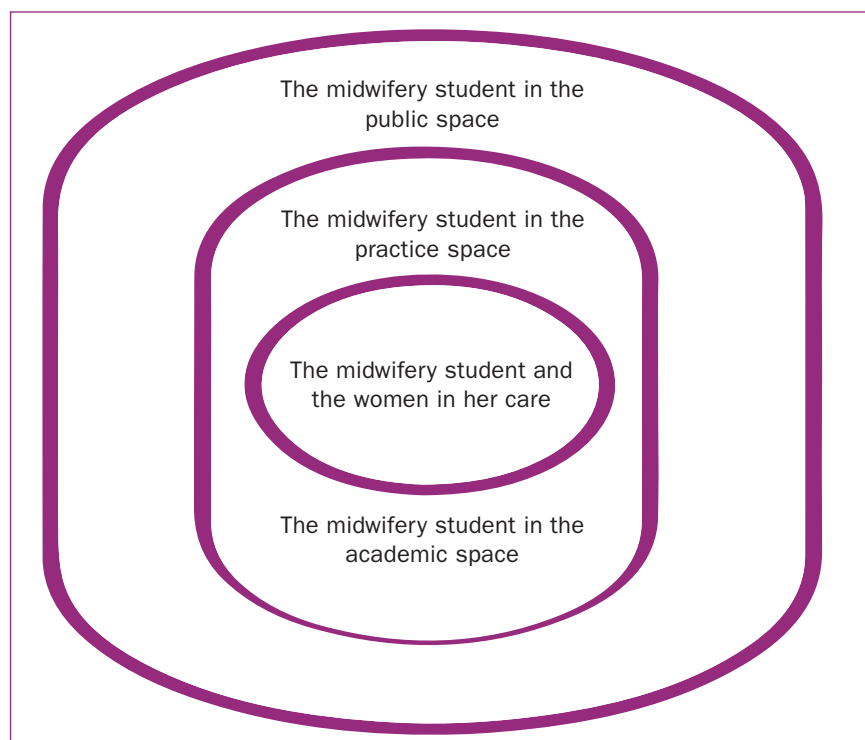 The midwifery student in the
public space
The midwifery student in the
practice space
The midwifery student and
the women in her care
The midwifery student in the
academic space